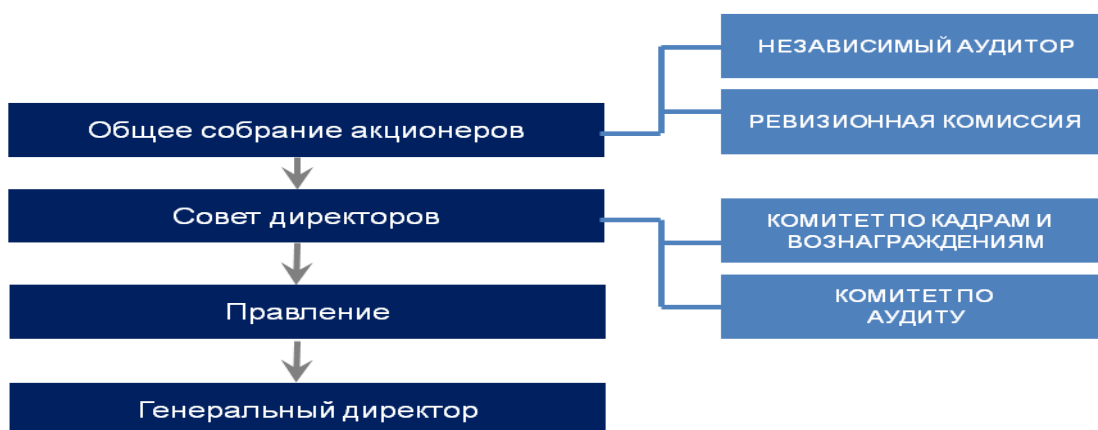 НЕЗАВИСИМЫЙ АУДИТОР
РЕВИЗИОННАЯ КОМИССИЯ
Общее собрание акционеров
Совет директоров
КОМИТЕТ ПО КАДРАМ И
ВОЗНАГРАЖДЕНИЯМ
КОМИТЕТ ПО
АУДИТУ
Правление
Генеральный директор